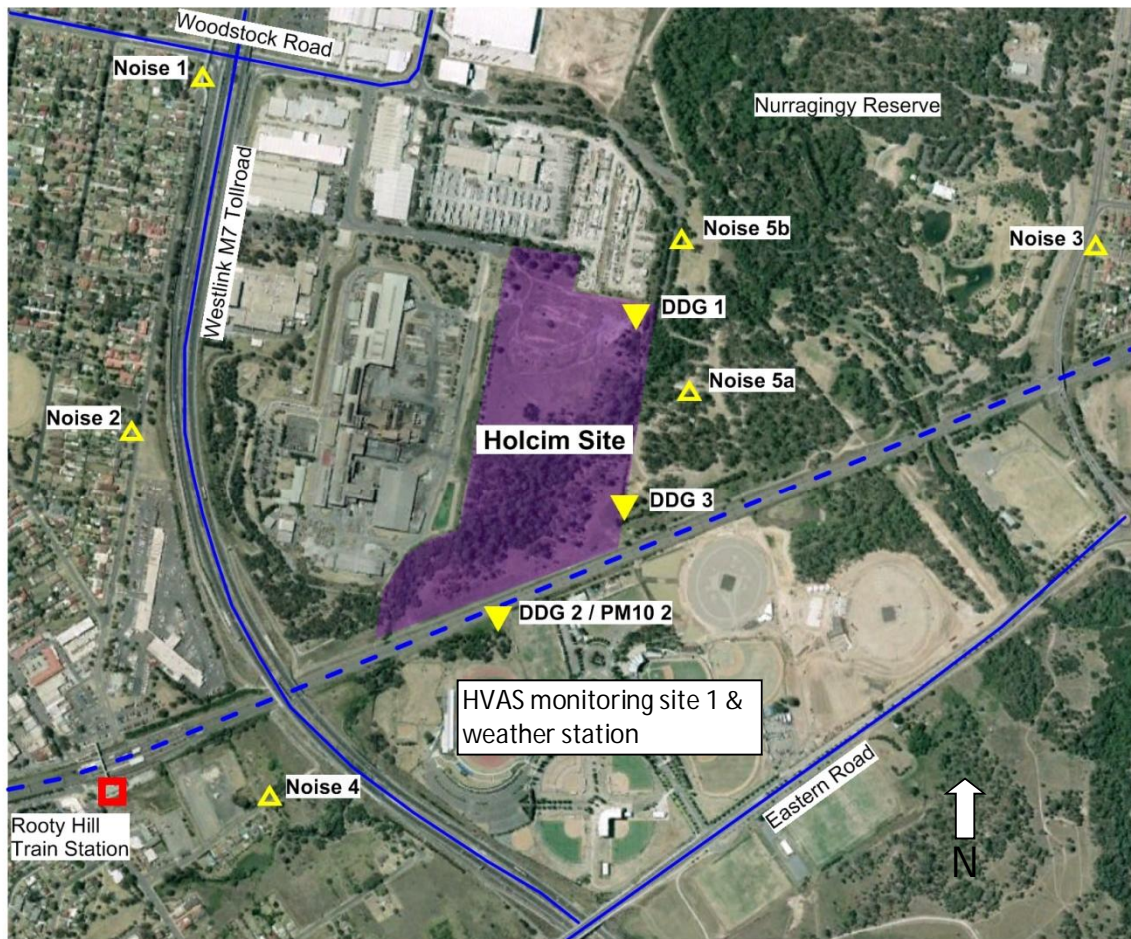 Woodstock Road
Noise 1
Nurragingy Reserve
Westlink M7 Tollroad
Noise 5b
Noise 3
DDG 1
Noise 5a
Noise 2
Holcim Site
DDG 3
DDG 2 / PM10 2
HVAS monitoring site 1 &
weather station
Eastern Road
Noise 4
Rooty Hill
Train Station
N